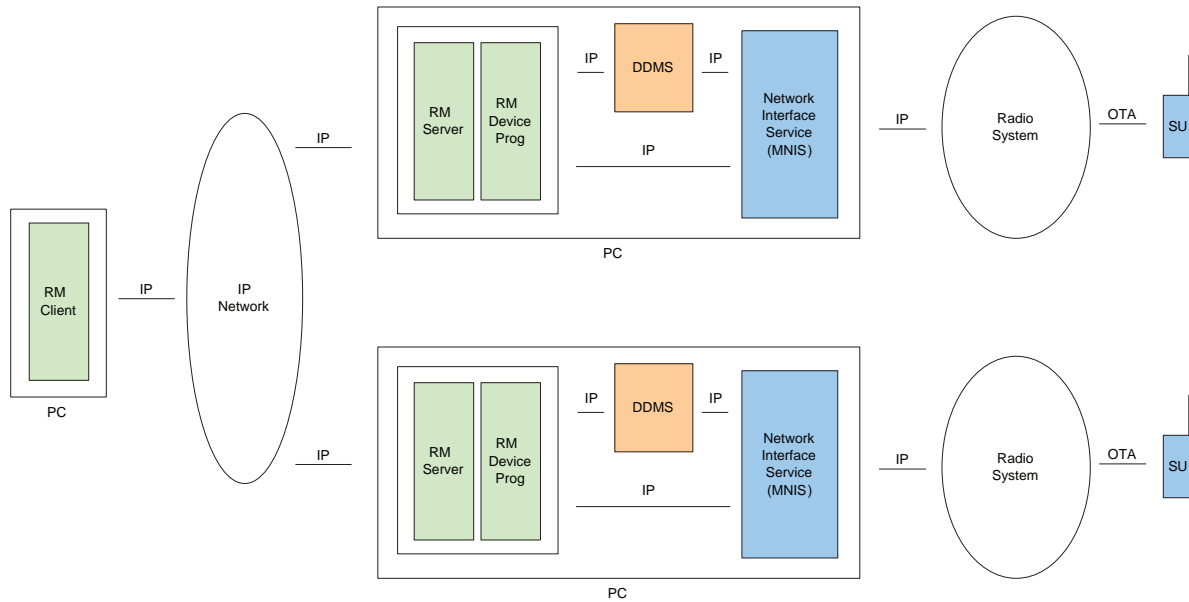 IP
DDMS
IP
RM
Server
RM
Device
Prog
Network
Interface
Service
(MNIS)
IP
IP
IP
Radio
System
OTA
SU
PC
RM
Client
PC
IP
IP
Network
IP
IP
DDMS
IP
RM
Server
RM
Device
Prog
Network
Interface
Service
(MNIS)
IP
IP
Radio
System
OTA
SU
PC